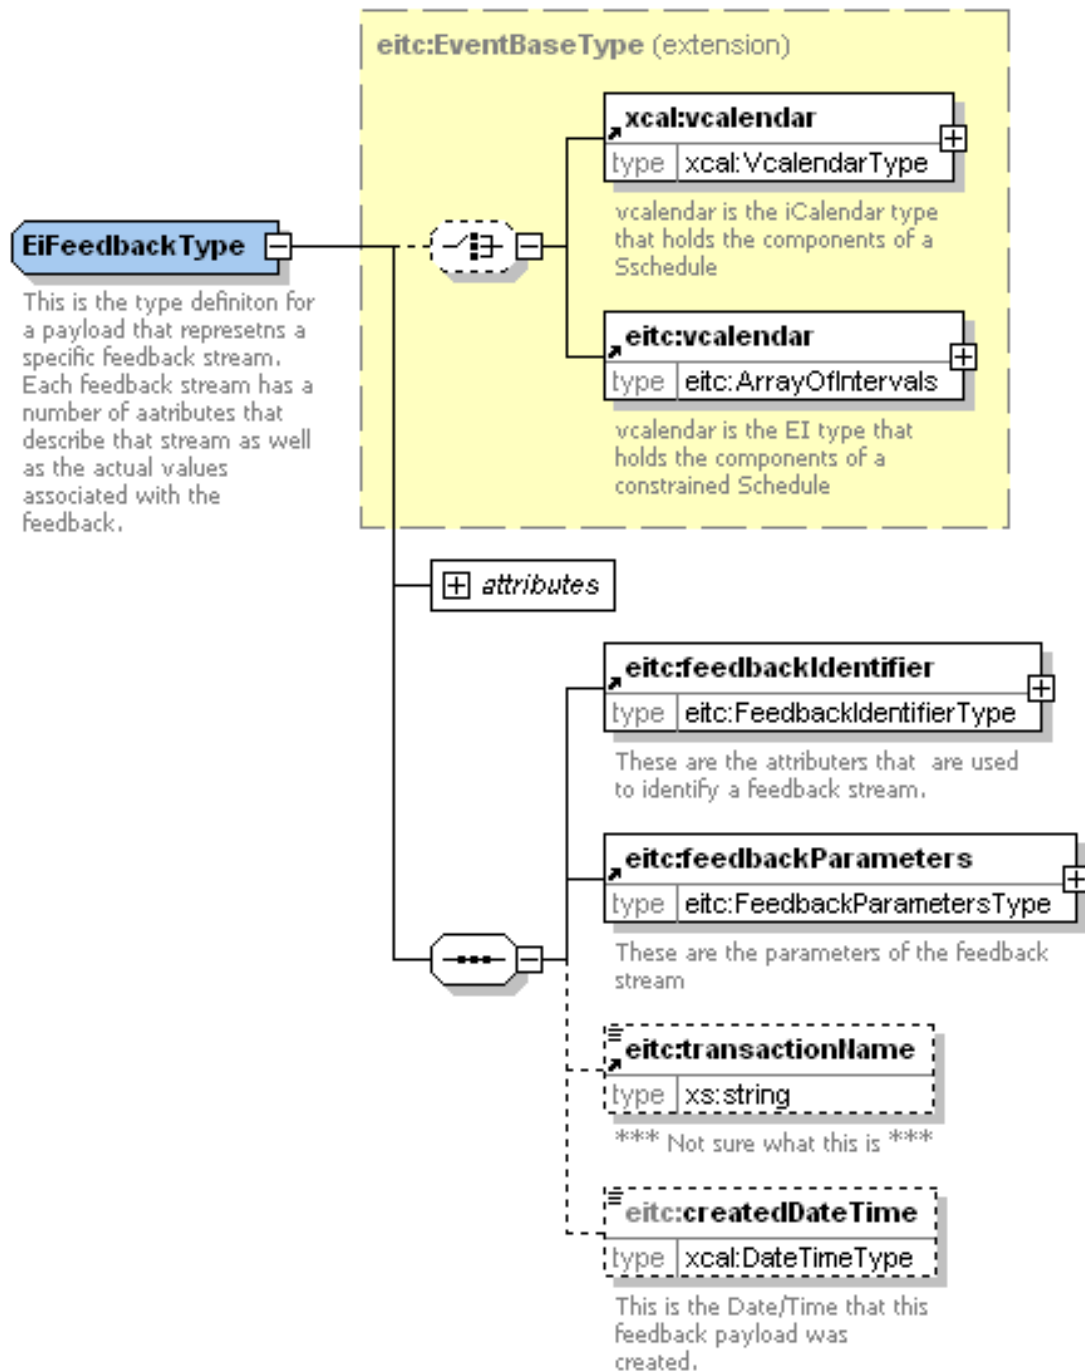 eitc:EventBaseType (extension)
xcal:vcalendar
type xcal:VcalendarType
vcalendar is the iCalendar type
that holds the components of a
Sschedule
EiFeedbackType
This is the type definiton for
a payload that represetns a
specific feedback stream.
Each feedback stream has a
number of aatributes that
describe that stream as well
as the actual values
associated with the
feedback.
eitc:vcalendar
type eitc:ArrayOfIntervals
vcalendar is the EI type that
holds the components of a
constrained Schedule
attributes
eitc:feedbackIdentifier
type eitc:FeedbackIdentifierType
These are the attributers that  are used
to identify a feedback stream.
eitc:feedbackParameters
type eitc:FeedbackParametersType
These are the parameters of the feedback
stream
eitc:transactionName
type xs:string
*** Not sure what this is ***
eitc:createdDateTime
type xcal:DateTimeType
This is the Date/Time that this
feedback payload was
created.